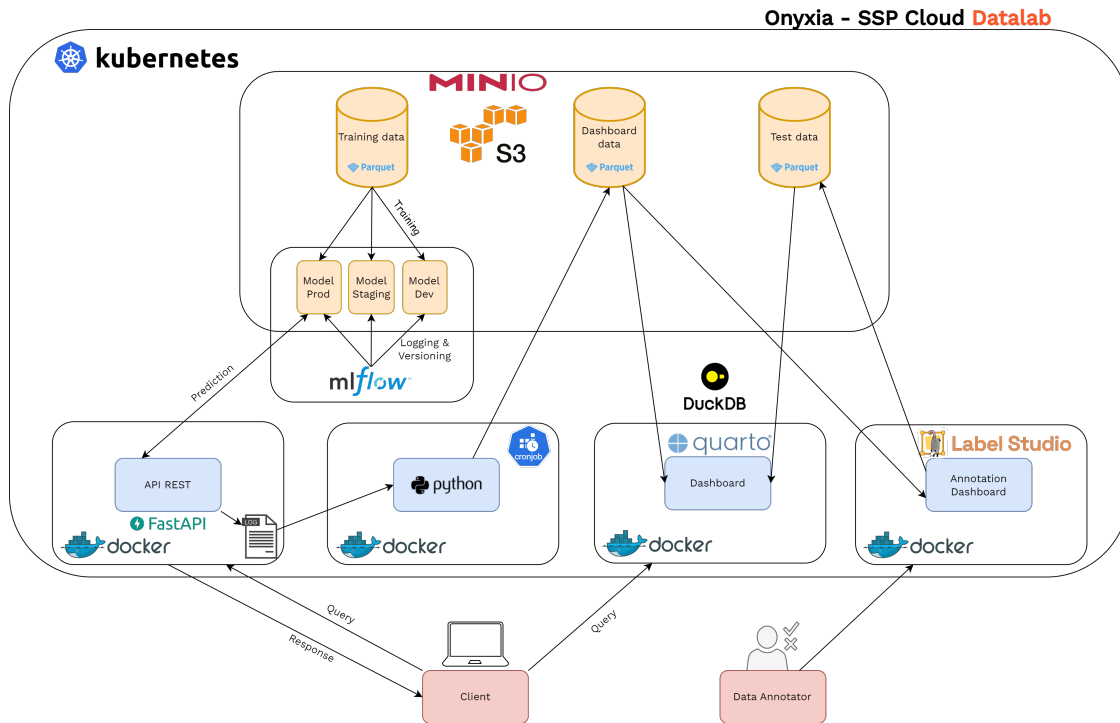 Onyxia - SSP Cloud Datalab
kubernetes
MINIO
S3
Training data
Parquet
Dashboard
data
Parquet
Test data
Parquet
Training
Model
Prod
Model
Staging
Model
Dev
Logging &
Versioning
mlflow
Prediction
DuckDB
API REST
FastAPI
LOG
docker
cronjob
python
docker
quarto
Dashboard
docker
Label Studio
Annotation
Dashboard
docker
Query
Response
Query
Client
Data Annotator